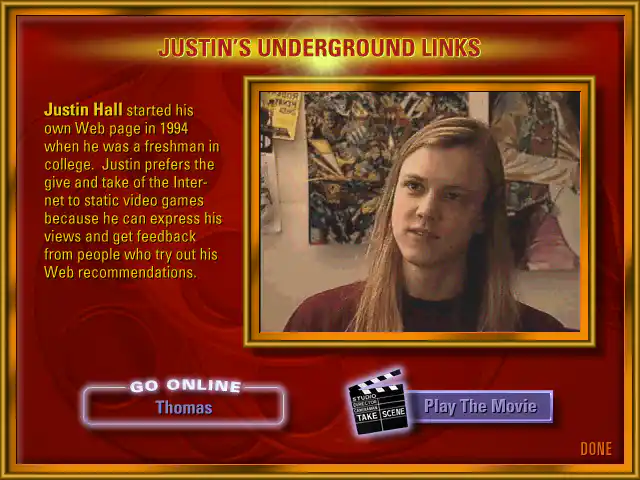 JUSTIN'S UNDERGROUND LINKS
Justin Hall started his
own Web page in 1994
when he was a freshman in
college. Justin prefers the
give and take of the Inter-
net to static video games
because he can express his
views and get feedback
from people who try out his
Web recommendations.
GO ONLINE
Thomas
STUDIO
DIRECTOR
CAMERAMAN
TAKE SCENE
Play The Movie
DONE